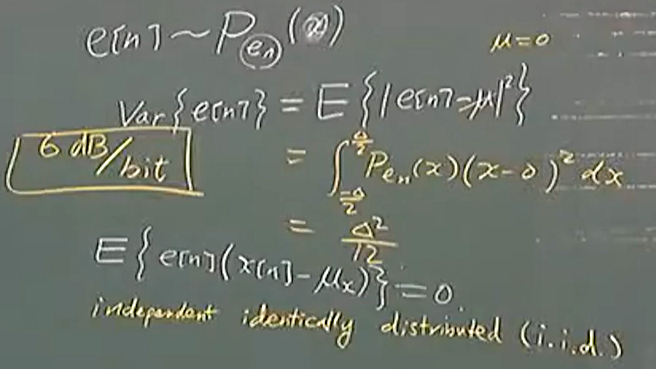 e[n] ~ P_{e_n}(x)
μ=0
Var{e[n]} = E{|e[n]-μ|²}
6 dB/bit
= ∫_{-Δ/2}^{Δ/2} P_{e_n}(x)(x-0)² dx
= Δ²/12
E{e[n](x[n]-μ_x)}=0
independent identically distributed (i.i.d.)